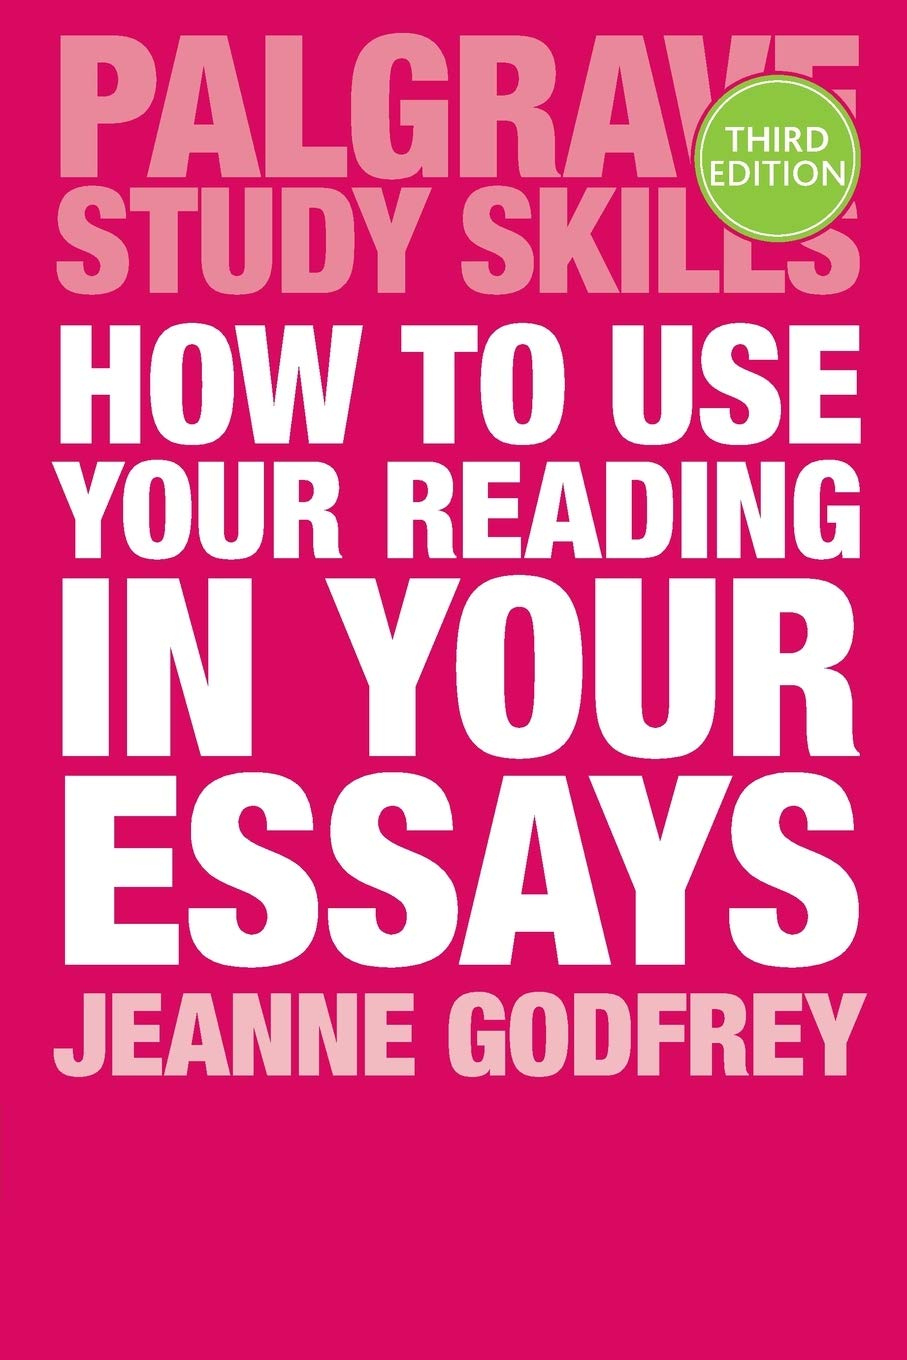 PALGRAVE
THIRD
EDITION
STUDY SKILLS
HOW TO USE
YOUR READING
IN YOUR
ESSAYS
JEANNE GODFREY